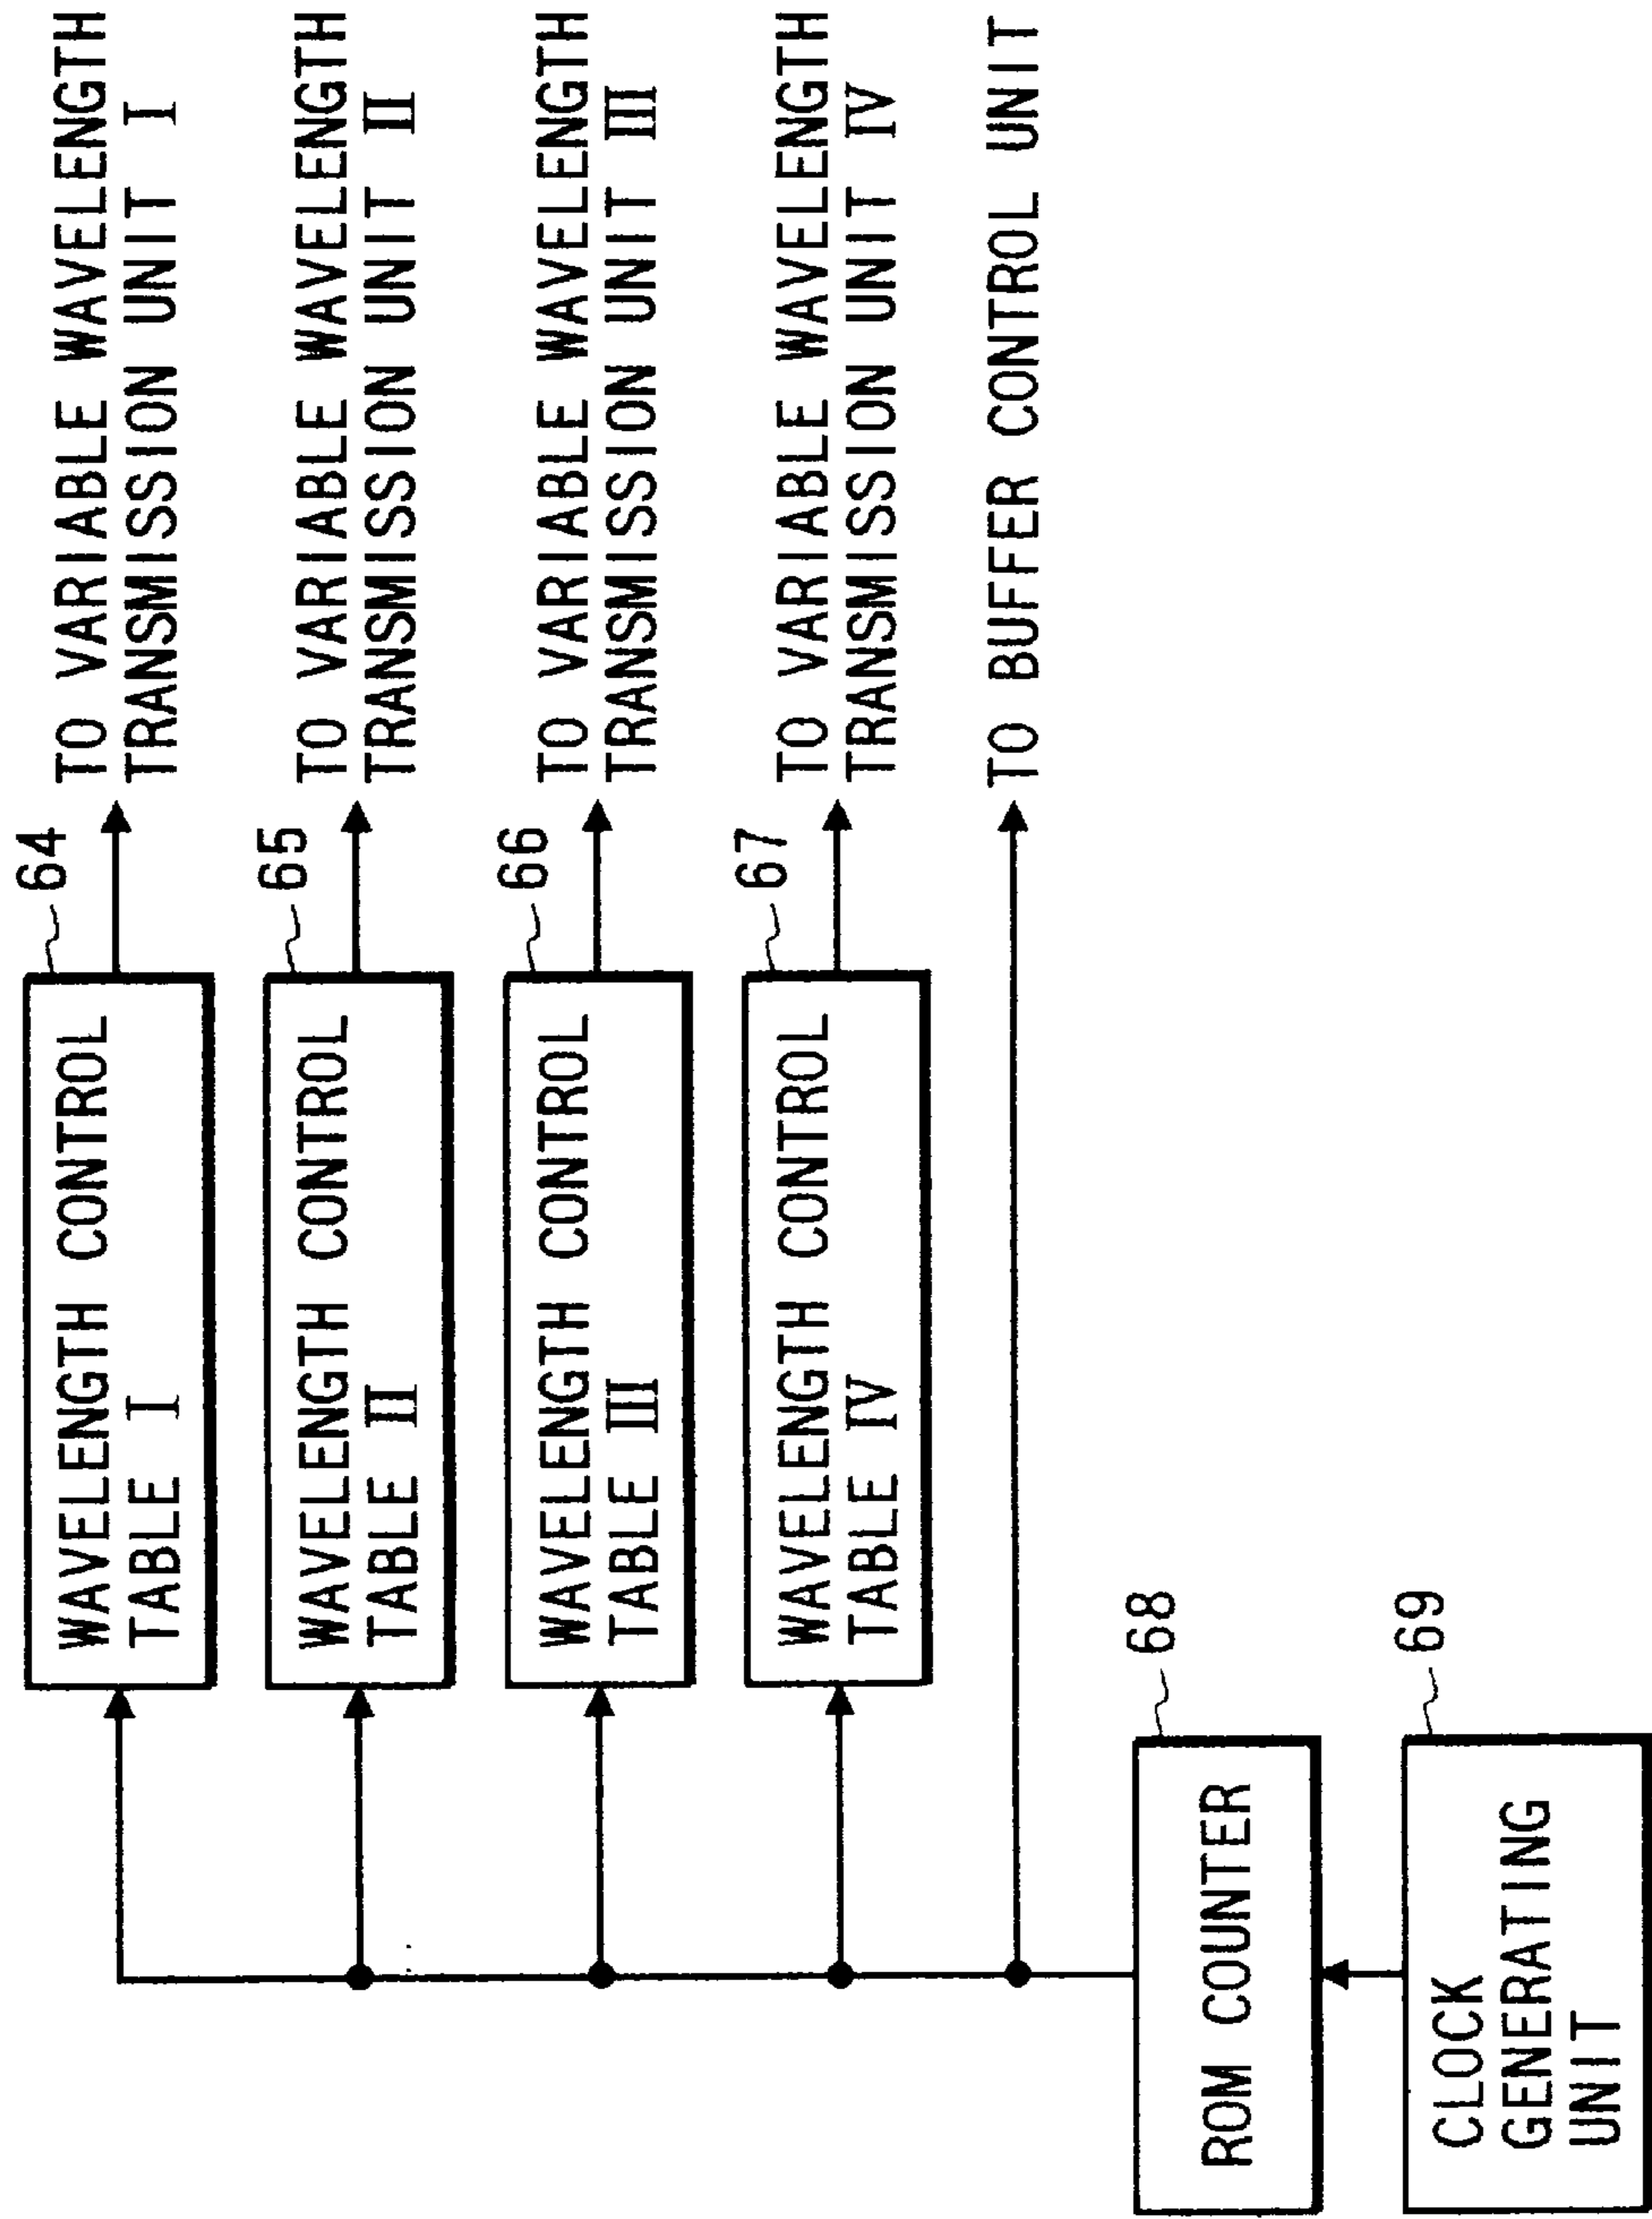 64
WAVELENGTH CONTROL
TABLE I
TO VARIABLE WAVELENGTH
TRANSMISSION UNIT I
65
WAVELENGTH CONTROL
TABLE II
TO VARIABLE WAVELENGTH
TRANSMISSION UNIT II
66
WAVELENGTH CONTROL
TABLE III
TO VARIABLE WAVELENGTH
TRANSMISSION UNIT III
67
WAVELENGTH CONTROL
TABLE IV
TO VARIABLE WAVELENGTH
TRANSMISSION UNIT IV
TO BUFFER CONTROL UNIT
68
ROM COUNTER
69
CLOCK
GENERATING
UNIT